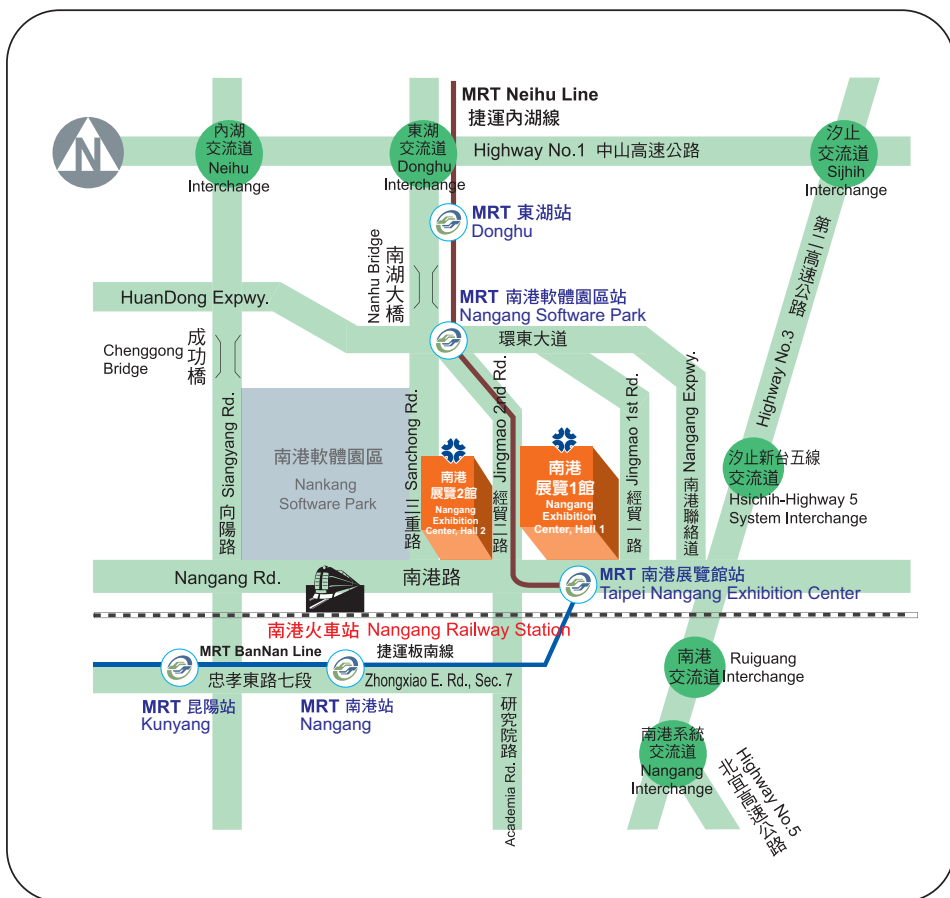 MRT Neihu Line
捷運內湖線
N
內湖
交流道
Neihu
Interchange
東湖
交流道
Donghu
Interchange
Highway No.1 中山高速公路
汐止
交流道
Sijhih
Interchange
MRT 東湖站
Donghu
第二高速公路
Highway No.3
Nanhu Bridge
南湖大橋
HuanDong Expwy.
MRT 南港軟體園區站
Nangang Software Park
環東大道
Chenggong
Bridge
成功橋
Siangyang Rd.
向陽路
南港軟體園區
Nankang
Software Park
Sanchong Rd.
三重路
南港
展覽2館
Nangang
Exhibition
Center, Hall 2
Jingmao 2nd Rd.
經貿二路
南港
展覽1館
Nangang
Exhibition
Center, Hall 1
Jingmao 1st Rd.
經貿一路
Nangang Expwy.
南港聯絡道
汐止新台五線
交流道
Hsichih-Highway 5
System Interchange
Nangang Rd.
南港路
MRT 南港展覽館站
Taipei Nangang Exhibition Center
南港火車站 Nangang Railway Station
MRT BanNan Line
捷運板南線
忠孝東路七段
Zhongxiao E. Rd., Sec. 7
MRT 昆陽站
Kunyang
MRT 南港站
Nangang
研究院路
Academia Rd.
南港
交流道
Ruiguang
Interchange
南港系統
交流道
Nangang
Interchange
Highway No.5
北宜高速公路